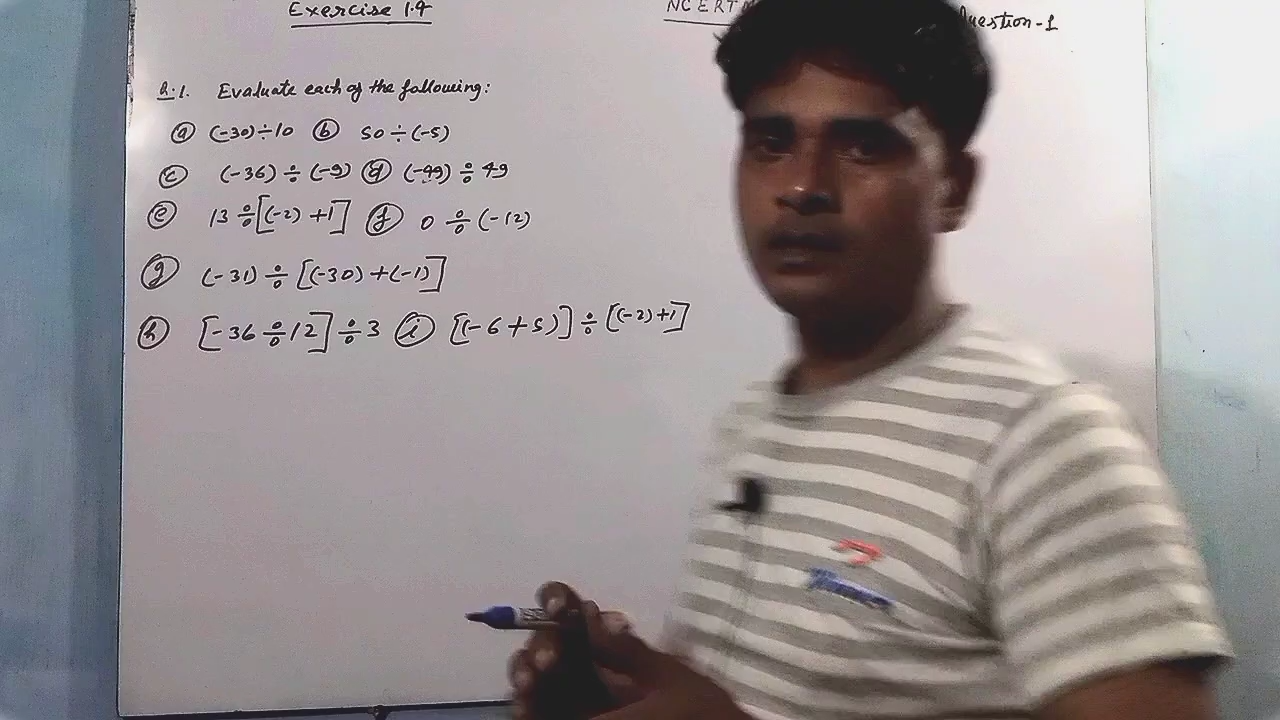 Exercise 1.4
NCERT
Question-1
Q.1. Evaluate each of the following:
(a) (-30)÷10 (b) 50÷(-5)
(c) (-36) ÷ (-9) (d) (-49) ÷ 49
(e) 13 ÷ [(-2) +1] (f) 0 ÷ (-12)
(g) (-31) ÷ [(-30) + (-1)]
(h) [-36 ÷ 12] ÷ 3 (i) [(-6 + 5)] ÷ [(-2) + 1]